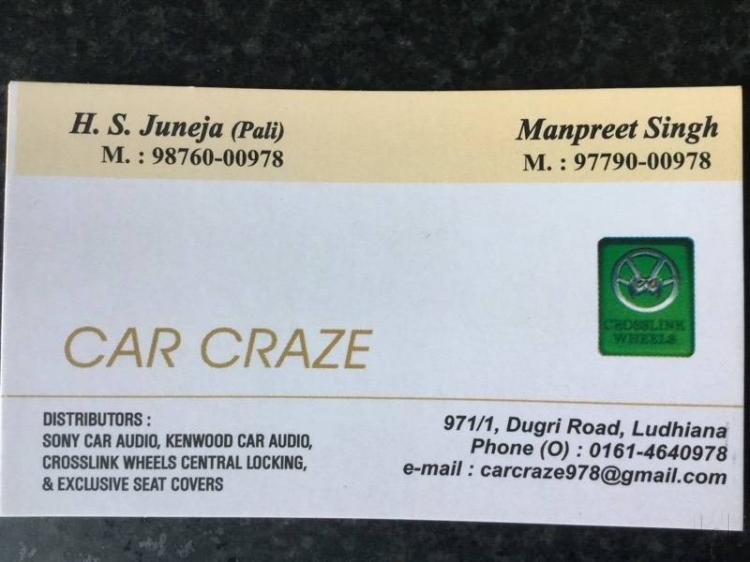 H. S. Juneja (Pali)
M. : 98760-00978
Manpreet Singh
M. : 97790-00978
CROSSLINK
WHEELS
CAR CRAZE
DISTRIBUTORS :
SONY CAR AUDIO, KENWOOD CAR AUDIO,
CROSSLINK WHEELS CENTRAL LOCKING,
& EXCLUSIVE SEAT COVERS
971/1, Dugri Road, Ludhiana
Phone (O) : 0161-4640978
e-mail : carcraze978@gmail.com